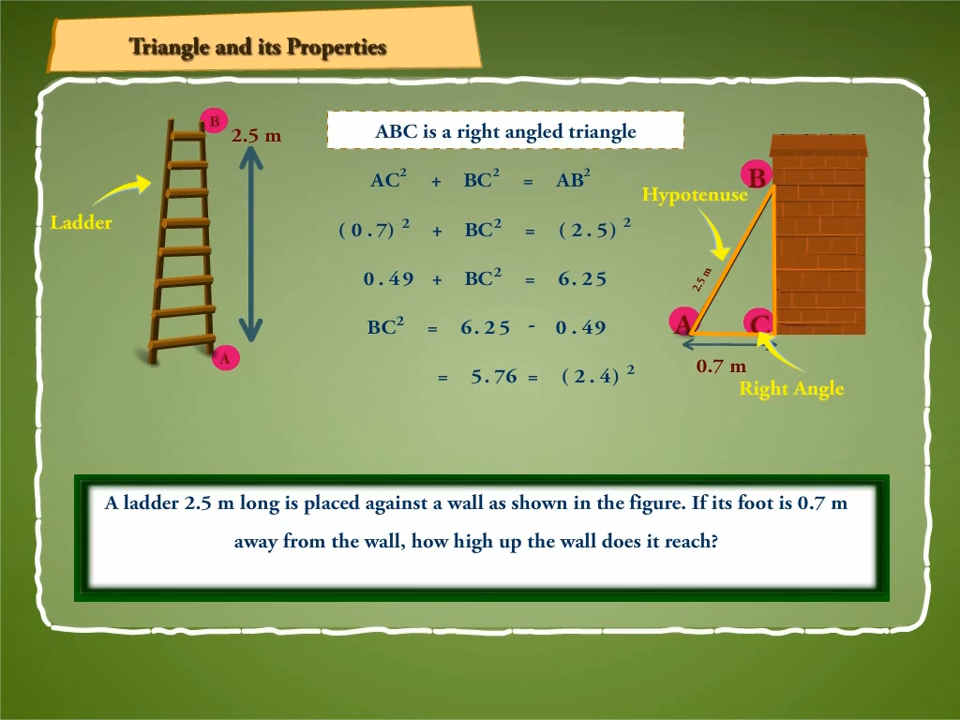 Triangle and its Properties
B
2.5 m
Ladder
A
ABC is a right angled triangle
AC² + BC² = AB²
(0.7)² + BC² = (2.5)²
0.49 + BC² = 6.25
BC² = 6.25 - 0.49
= 5.76 = (2.4)²
B
Hypotenuse
2.5 m
A
C
0.7 m
Right Angle
A ladder 2.5 m long is placed against a wall as shown in the figure. If its foot is 0.7 m
away from the wall, how high up the wall does it reach?